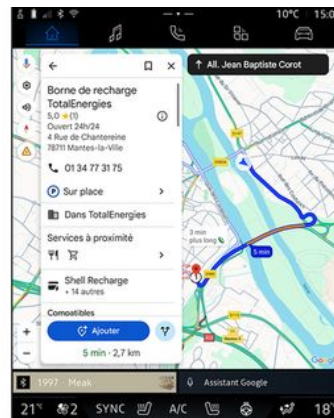 10°C 15:0
All. Jean Baptiste Corot
Borne de recharge
TotalEnergies
5,0 ★(1)
Ouvert 24h/24
4 Rue de Chantereine
78711 Mantes-la-Ville
01 34 77 31 75
P Sur place
Dans TotalEnergies
Services à proximité
Shell Recharge
+ 14 autres
Compatibles
Ajouter
5 min · 2,7 km
3 min
plus long
5 min
1997 - Meak
Assistant Google
21° 2 SYNC A/C 18